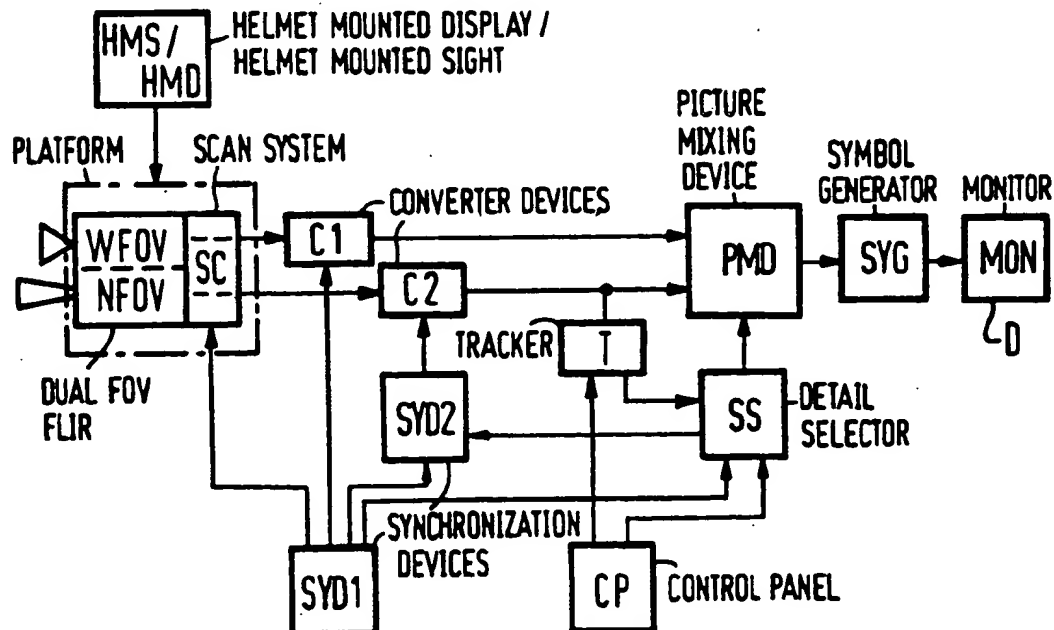 HMS/
HMD
HELMET MOUNTED DISPLAY /
HELMET MOUNTED SIGHT
PLATFORM
SCAN SYSTEM
WFOV
NFOV
SC
DUAL FOV
FLIR
CONVERTER DEVICES
C1
C2
PICTURE
MIXING
DEVICE
PMD
SYMBOL
GENERATOR
SYG
MONITOR
MON
D
TRACKER
T
SYD2
SS
DETAIL
SELECTOR
SYNCHRONIZATION
DEVICES
SYD1
CP
CONTROL PANEL